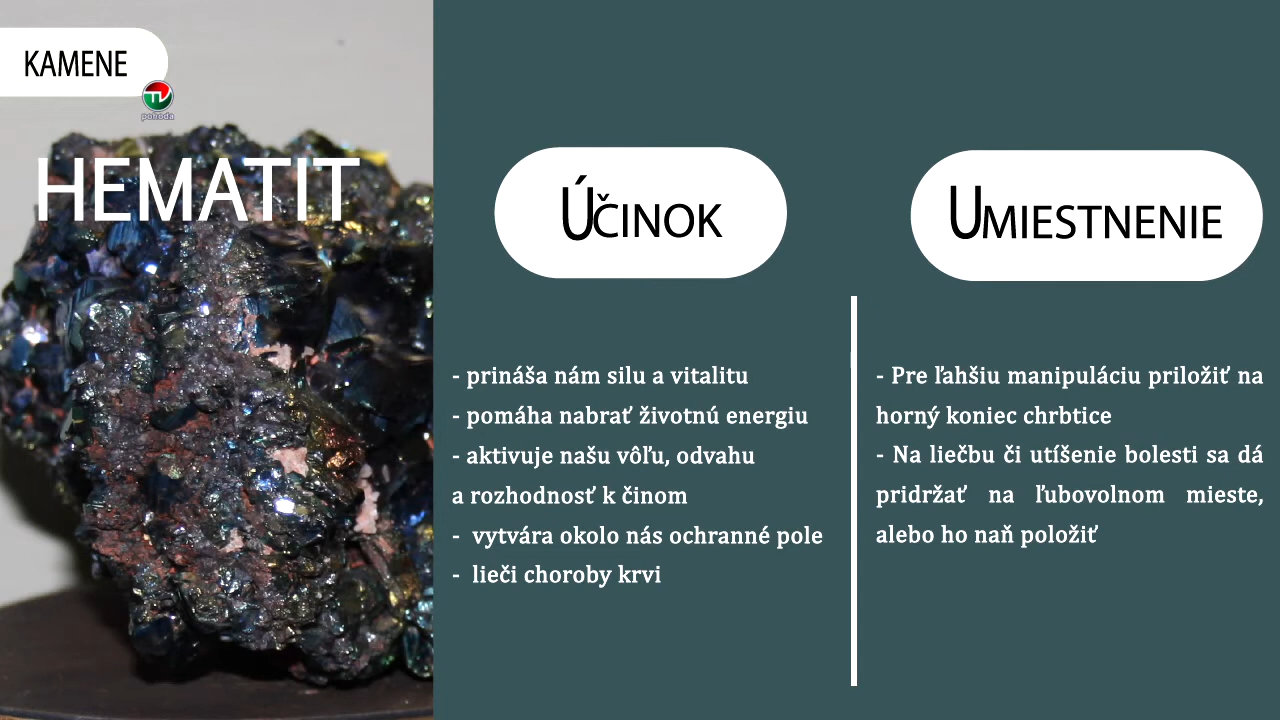 KAMENE
TV
pohoda
HEMATIT
ÚČINOK
- prináša nám silu a vitalitu
- pomáha nabrať životnú energiu
- aktivuje našu vôľu, odvahu
a rozhodnosť k činom
- vytvára okolo nás ochranné pole
- lieči choroby krvi
UMIESTNENIE
- Pre ľahšiu manipuláciu priložiť na
horný koniec chrbtice
- Na liečbu či utíšenie bolesti sa dá
pridržať na ľubovolnom mieste,
alebo ho naň položiť